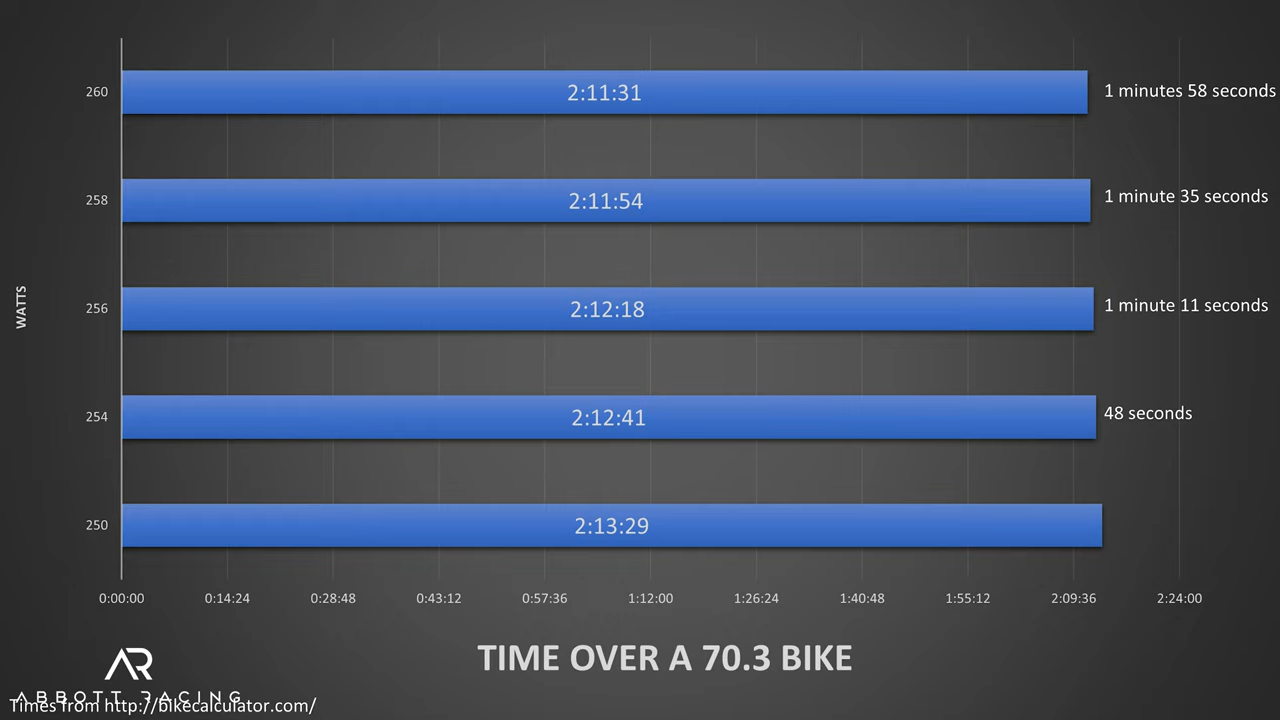 260
2:11:31
1 minutes 58 seconds
258
2:11:54
1 minute 35 seconds
WATTS
256
2:12:18
1 minute 11 seconds
254
2:12:41
48 seconds
250
2:13:29
0:00:00 0:14:24 0:28:48 0:43:12 0:57:36 1:12:00 1:26:24 1:40:48 1:55:12 2:09:36 2:24:00
TIME OVER A 70.3 BIKE
AR
ABBOTT RACING
Times from http://bikecalculator.com/